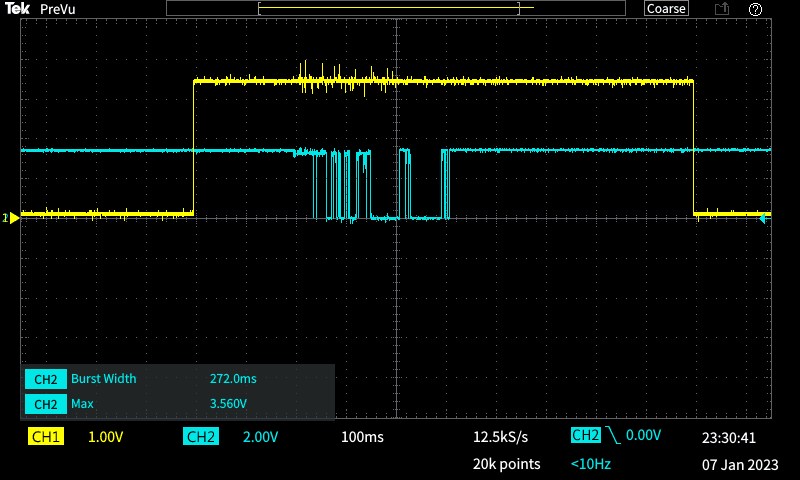 Tek PreVu Coarse
2
CH2 Burst Width 272.0ms
CH2 Max 3.560V
CH1 1.00V CH2 2.00V 100ms 12.5kS/s CH2 0.00V 23:30:41
20k points <10Hz 07 Jan 2023